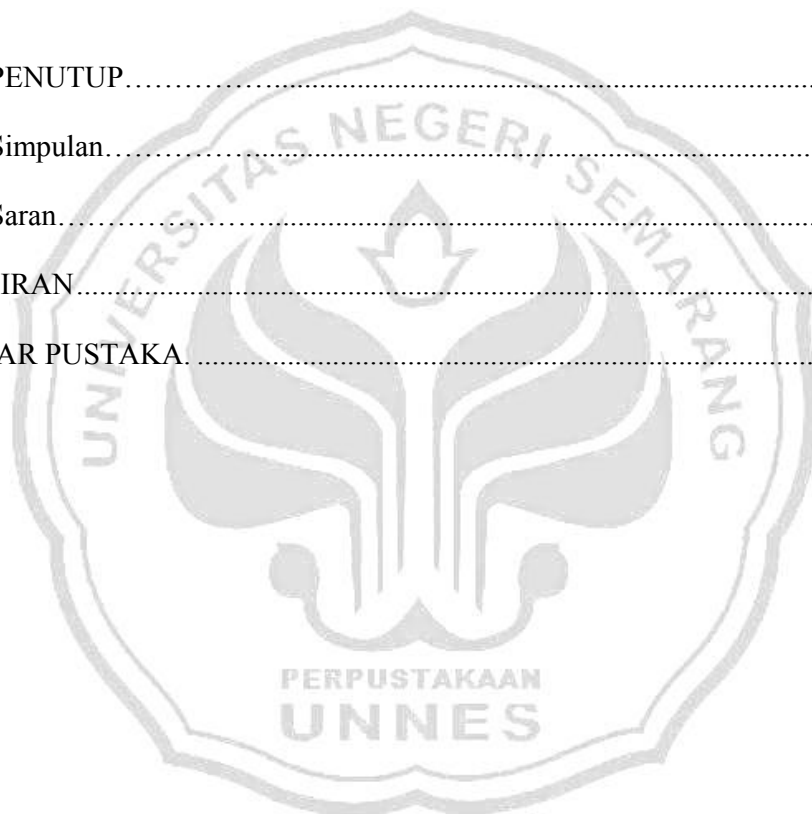 PENUTUP……………........................................................................................
Simpulan……………........................................................................................
Saran…………………........................................................................................
IRAN........................................................................................................
AR PUSTAKA. ........................................................................................
UNIVERSITAS NEGERI SEMARANG
PERPUSTAKAAN
UNNES